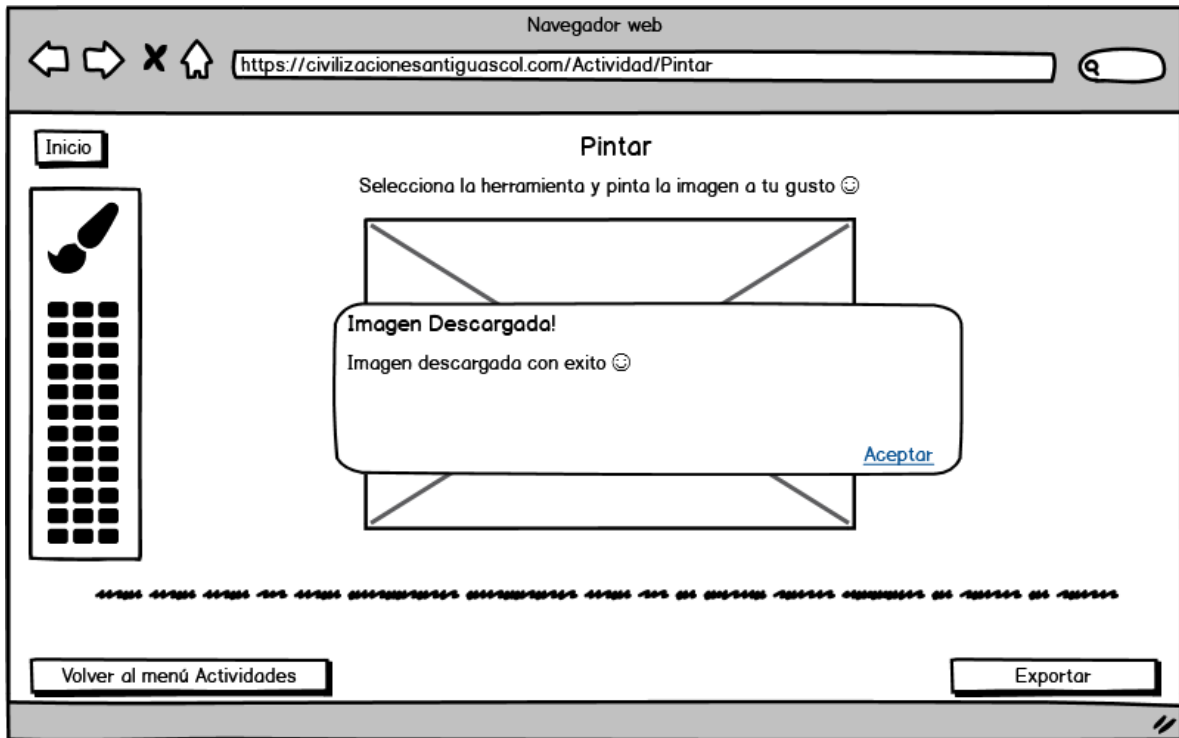 Navegador web
https://civilizacionesantiguascol.com/Actividad/Pintar
Inicio
Pintar
Selecciona la herramienta y pinta la imagen a tu gusto ☺
Imagen Descargada!
Imagen descargada con exito ☺
Aceptar
Volver al menú Actividades
Exportar